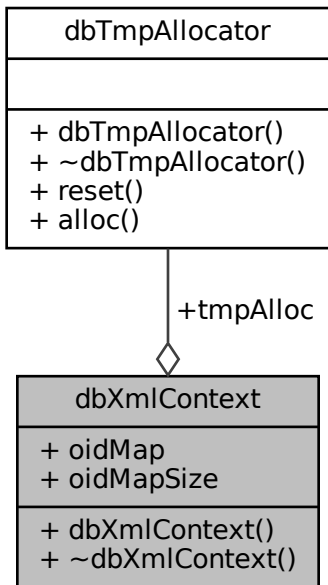 dbTmpAllocator
+ dbTmpAllocator()
+ ~dbTmpAllocator()
+ reset()
+ alloc()
+tmpAlloc
dbXmlContext
+ oidMap
+ oidMapSize
+ dbXmlContext()
+ ~dbXmlContext()